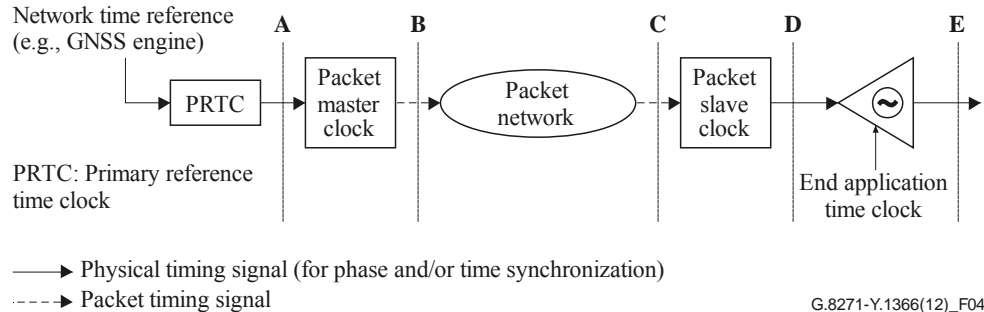 Network time reference
(e.g., GNSS engine)
A
B
C
D
E
PRTC
Packet
master
clock
Packet
network
Packet
slave
clock
PRTC: Primary reference
time clock
End application
time clock
Physical timing signal (for phase and/or time synchronization)
Packet timing signal
G.8271-Y.1366(12)_F04